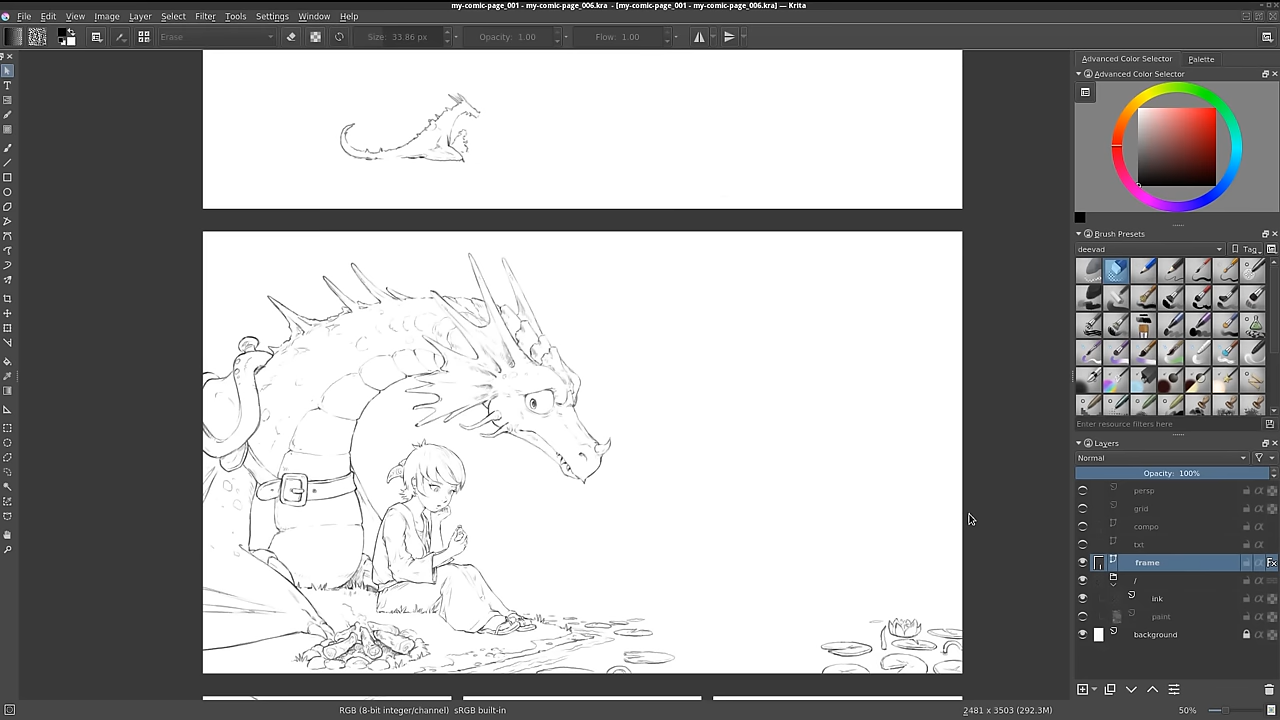 my-comic-page_001 - my-comic-page_006.kra - [my-comic-page_001 - my-comic-page_006.kra] — Krita
File Edit View Image Layer Select Filter Tools Settings Window Help
Erase Size: 33.86 px Opacity: 1.00 Flow: 1.00
Advanced Color Selector Palette
Advanced Color Selector
Brush Presets
deevad Tag
Enter resource filters here
Layers
Normal
Opacity: 100%
persp
grid
compo
txt
frame
/
ink
paint
background
RGB (8-bit integer/channel) sRGB built-in 2481 x 3503 (292.3M) 50%